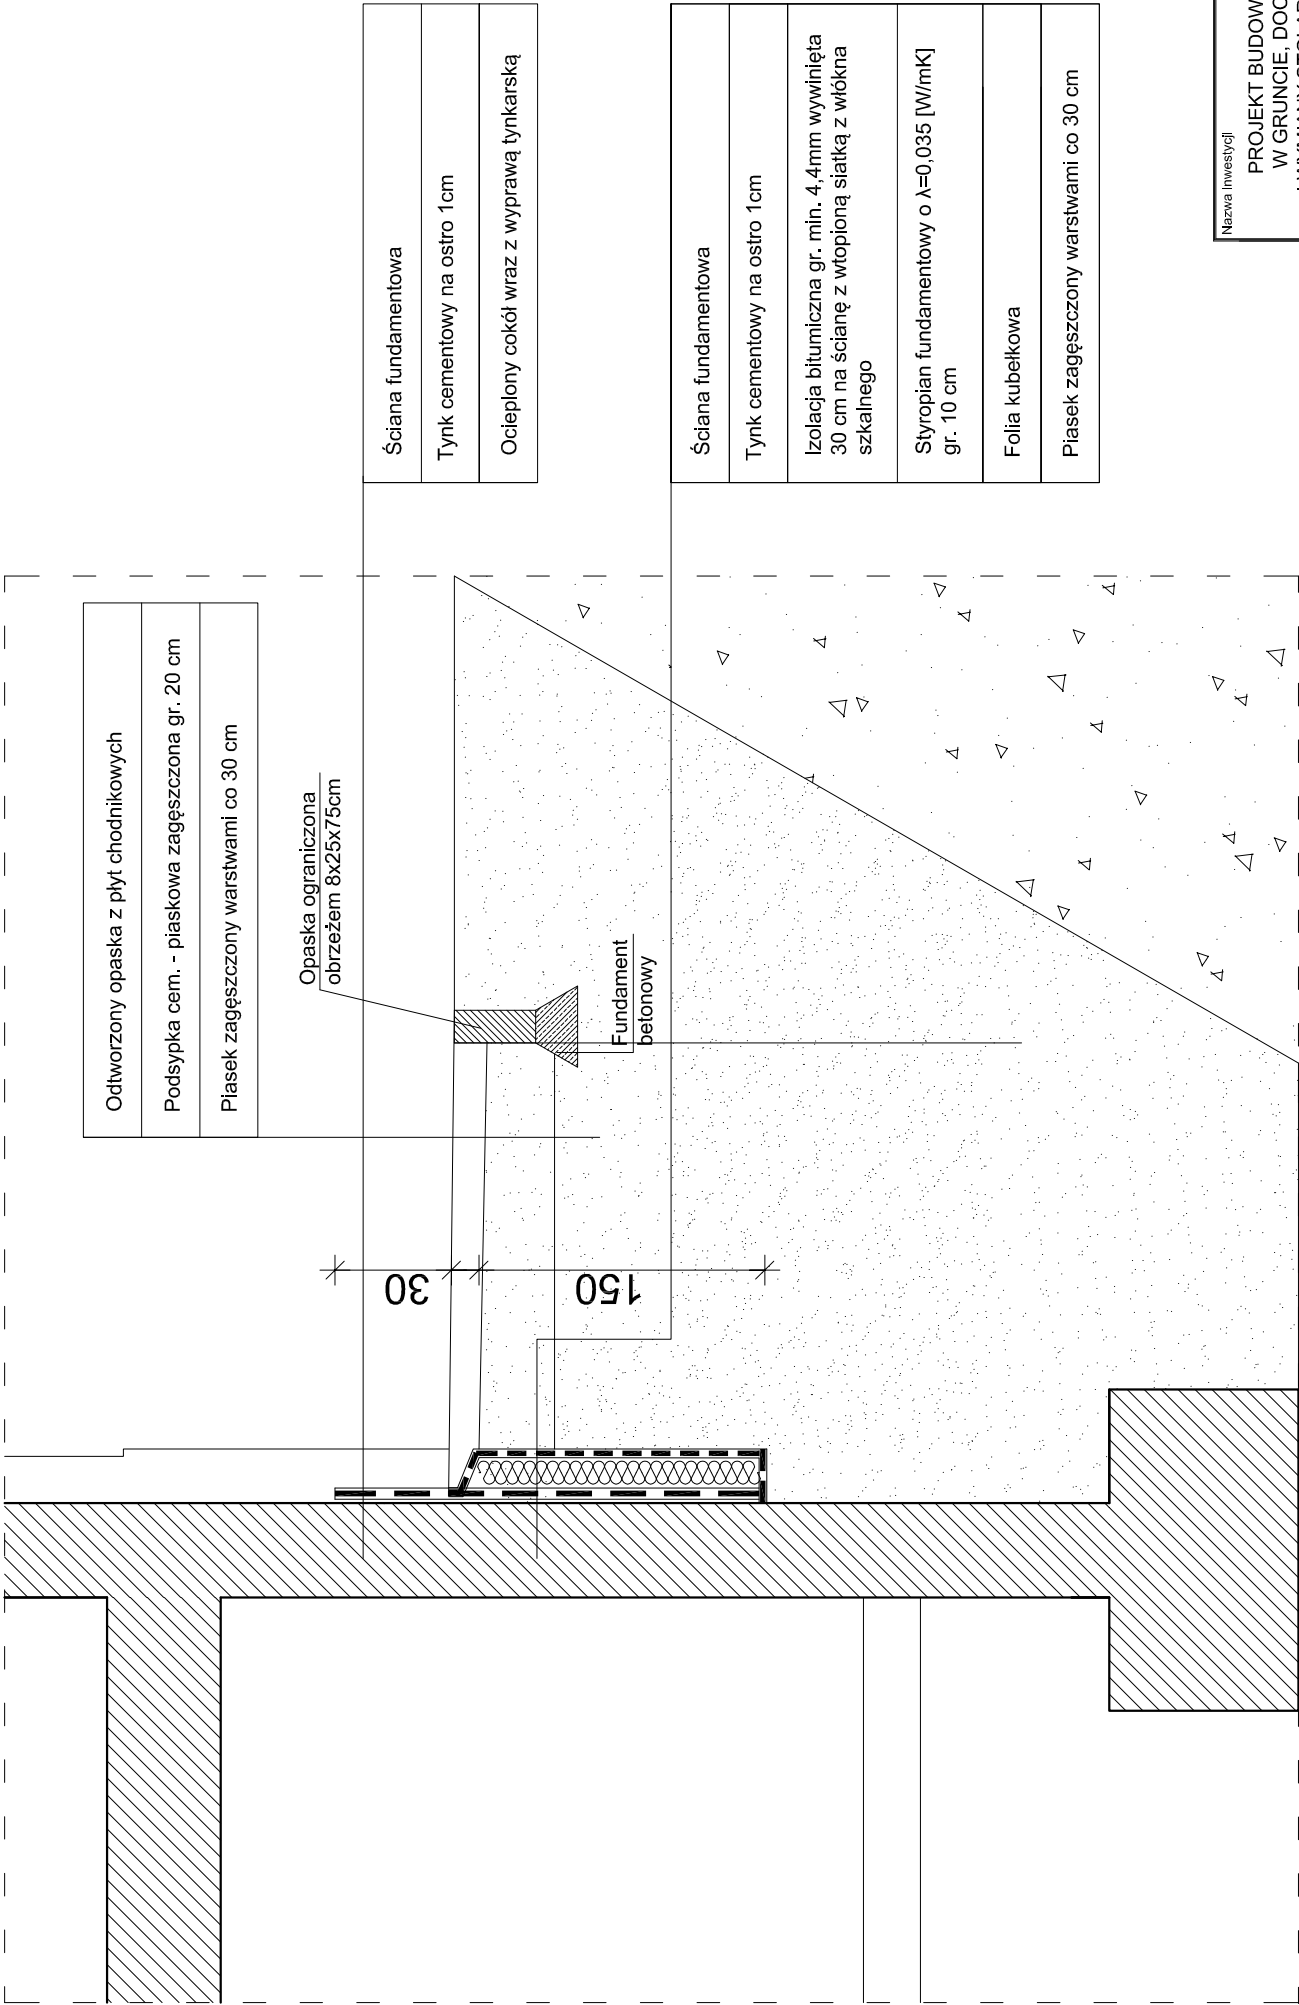 Odtworzony opaska z płyt chodnikowych
Podsypka cem. - piaskowa zagęszczona gr. 20 cm
Piasek zagęszczony warstwami co 30 cm
Opaska ograniczona
obrzeżem 8x25x75cm
Fundament
betonowy
30
150
Ściana fundamentowa
Tynk cementowy na ostro 1cm
Ocieplony cokół wraz z wyprawą tynkarską
Ściana fundamentowa
Tynk cementowy na ostro 1cm
Izolacja bitumiczna gr. min. 4,4mm wywinięta
30 cm na ścianę z wtopioną siatką z włókna
szkalnego
Styropian fundamentowy o λ=0,035 [W/mK]
gr. 10 cm
Folia kubełkowa
Piasek zagęszczony warstwami co 30 cm
Nazwa Inwestycji
PROJEKT BUDOW
W GRUNCIE, DOC